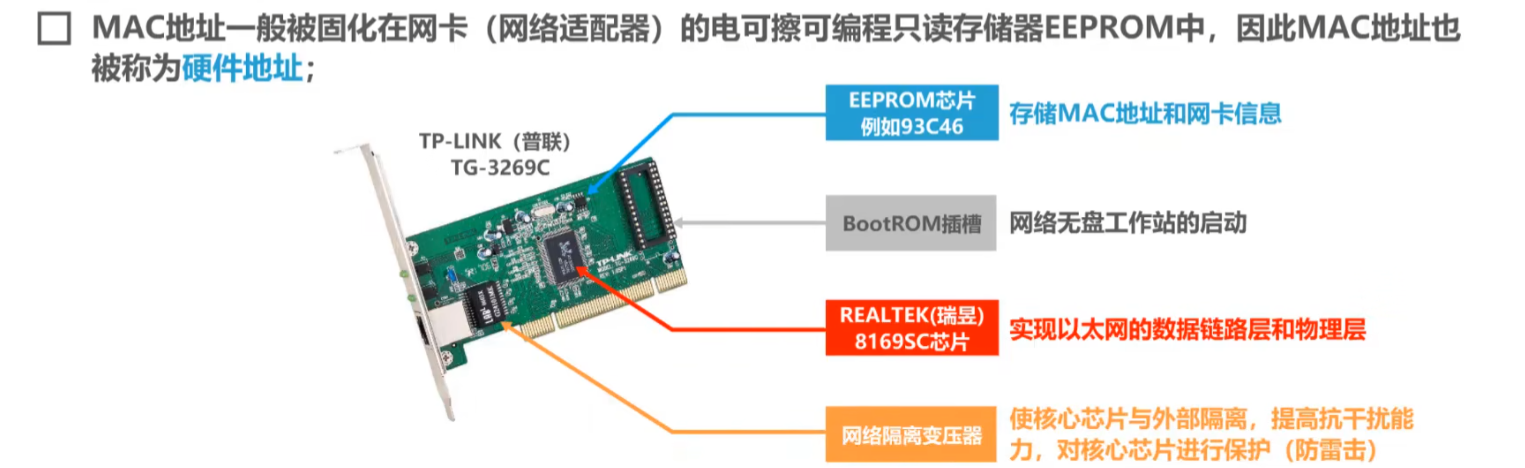 MAC地址一般被固化在网卡（网络适配器）的电可擦可编程只读存储器EEPROM中，因此MAC地址也
被称为硬件地址；
TP-LINK（普联）
TG-3269C
EEPROM芯片
例如93C46
存储MAC地址和网卡信息
BootROM插槽
网络无盘工作站的启动
TP-LINK
REALTEK(瑞昱)
8169SC芯片
实现以太网的数据链路层和物理层
网络隔离变压器
使核心芯片与外部隔离，提高抗干扰能
力，对核心芯片进行保护（防雷击）